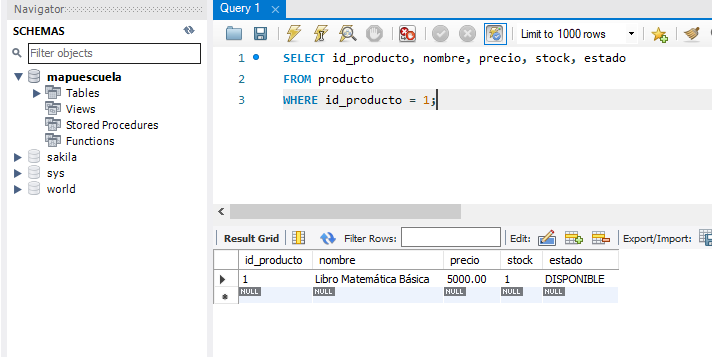 Navigator
SCHEMAS
Filter objects
mapuescuela
Tables
Views
Stored Procedures
Functions
sakila
sys
world
Query 1
Limit to 1000 rows
1 SELECT id_producto, nombre, precio, stock, estado
2 FROM producto
3 WHERE id_producto = 1;
Result Grid Filter Rows: Edit: Export/Import:
id_producto nombre precio stock estado
1 Libro Matemática Básica 5000.00 1 DISPONIBLE
NULL NULL NULL NULL NULL